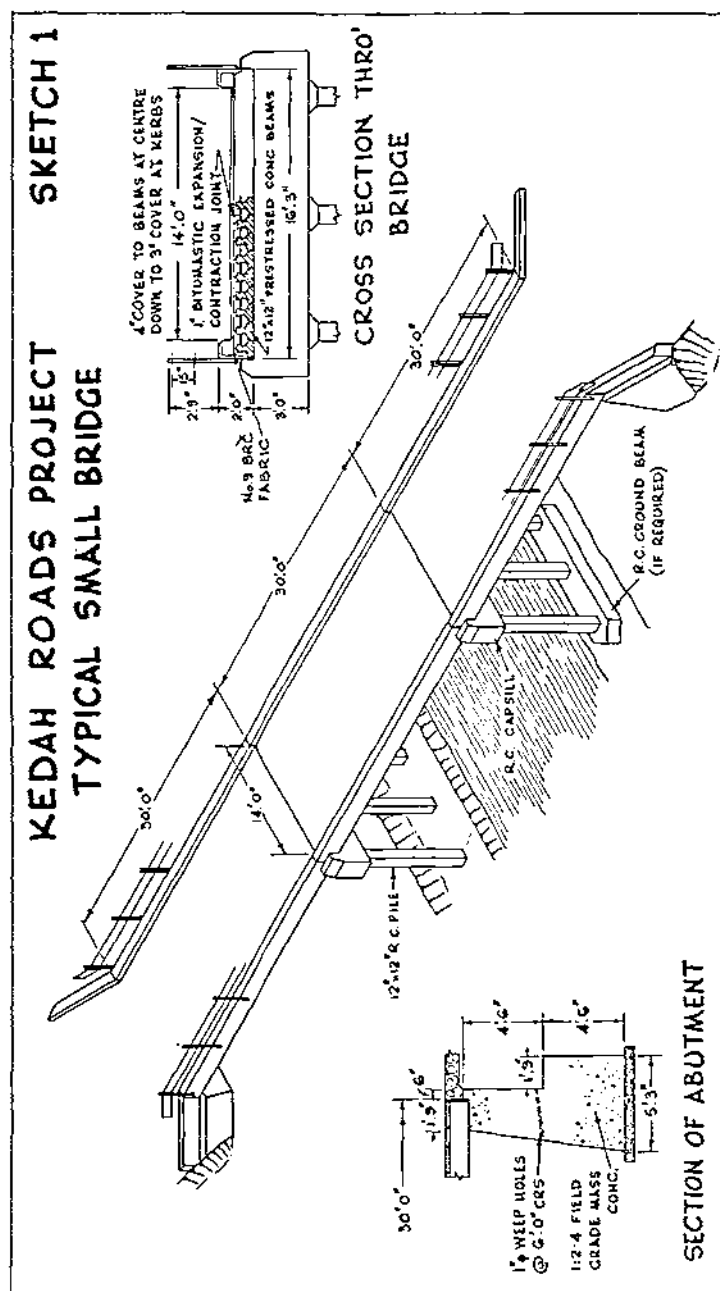 KEDAH ROADS PROJECT
SKETCH 1
TYPICAL SMALL BRIDGE
4" COVER TO BEAMS AT CENTRE
DOWN TO 3" COVER AT KERBS
14'.0"
1" BITUMASTIC EXPANSION/
CONTRACTION JOINT
12"x12" PRESTRESSED CONC BEAMS
16'.3"
15"
2'.9"
2'.0"
3'.0"
No.9 BRC
FABRIC
CROSS SECTION THRO'
BRIDGE
30'.0"
30'.0"
30'.0"
14'.0"
12"x12" R.C. PILE
R.C. CAPSILL
R.C. GROUND BEAM
(IF REQUIRED)
30'.0"
1'.9"
6"
4'.6"
1'.9"
4'.6"
5'.3"
1"ϕ WEEP HOLES
@ 6'.0" CRS
1:2:4 FIELD
GRADE MASS
CONC.
SECTION OF ABUTMENT